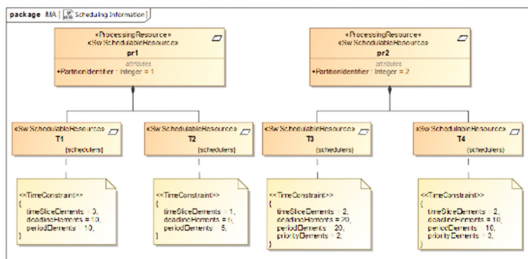 package IMA [ Scheduling Information ]
«ProcessingResource»
«SwSchedulableResource»
pr1
attributes
+PartitionIdentifier : Integer = 1
«ProcessingResource»
«SwSchedulableResource»
pr2
attributes
+PartitionIdentifier : Integer = 2
«SwSchedulableResource»
T1
{schedulers}
«SwSchedulableResource»
T2
{schedulers}
«SwSchedulableResource»
T3
{schedulers}
«SwSchedulableResource»
T4
{schedulers}
<<TimeConstraint>>
{
timeSliceElements = 3,
deadlineElements = 10,
periodElements = 10,
}
<<TimeConstraint>>
{
timeSliceElements = 1,
deadlineElements = 5,
periodElements = 5,
}
<<TimeConstraint>>
{
timeSliceElements = 2,
deadlineElements = 20,
periodElements = 20,
priorityElements = 2,
}
<<TimeConstraint>>
{
timeSliceElements = 2,
deadlineElements = 10,
periodElements = 10,
priorityElements = 3,
}